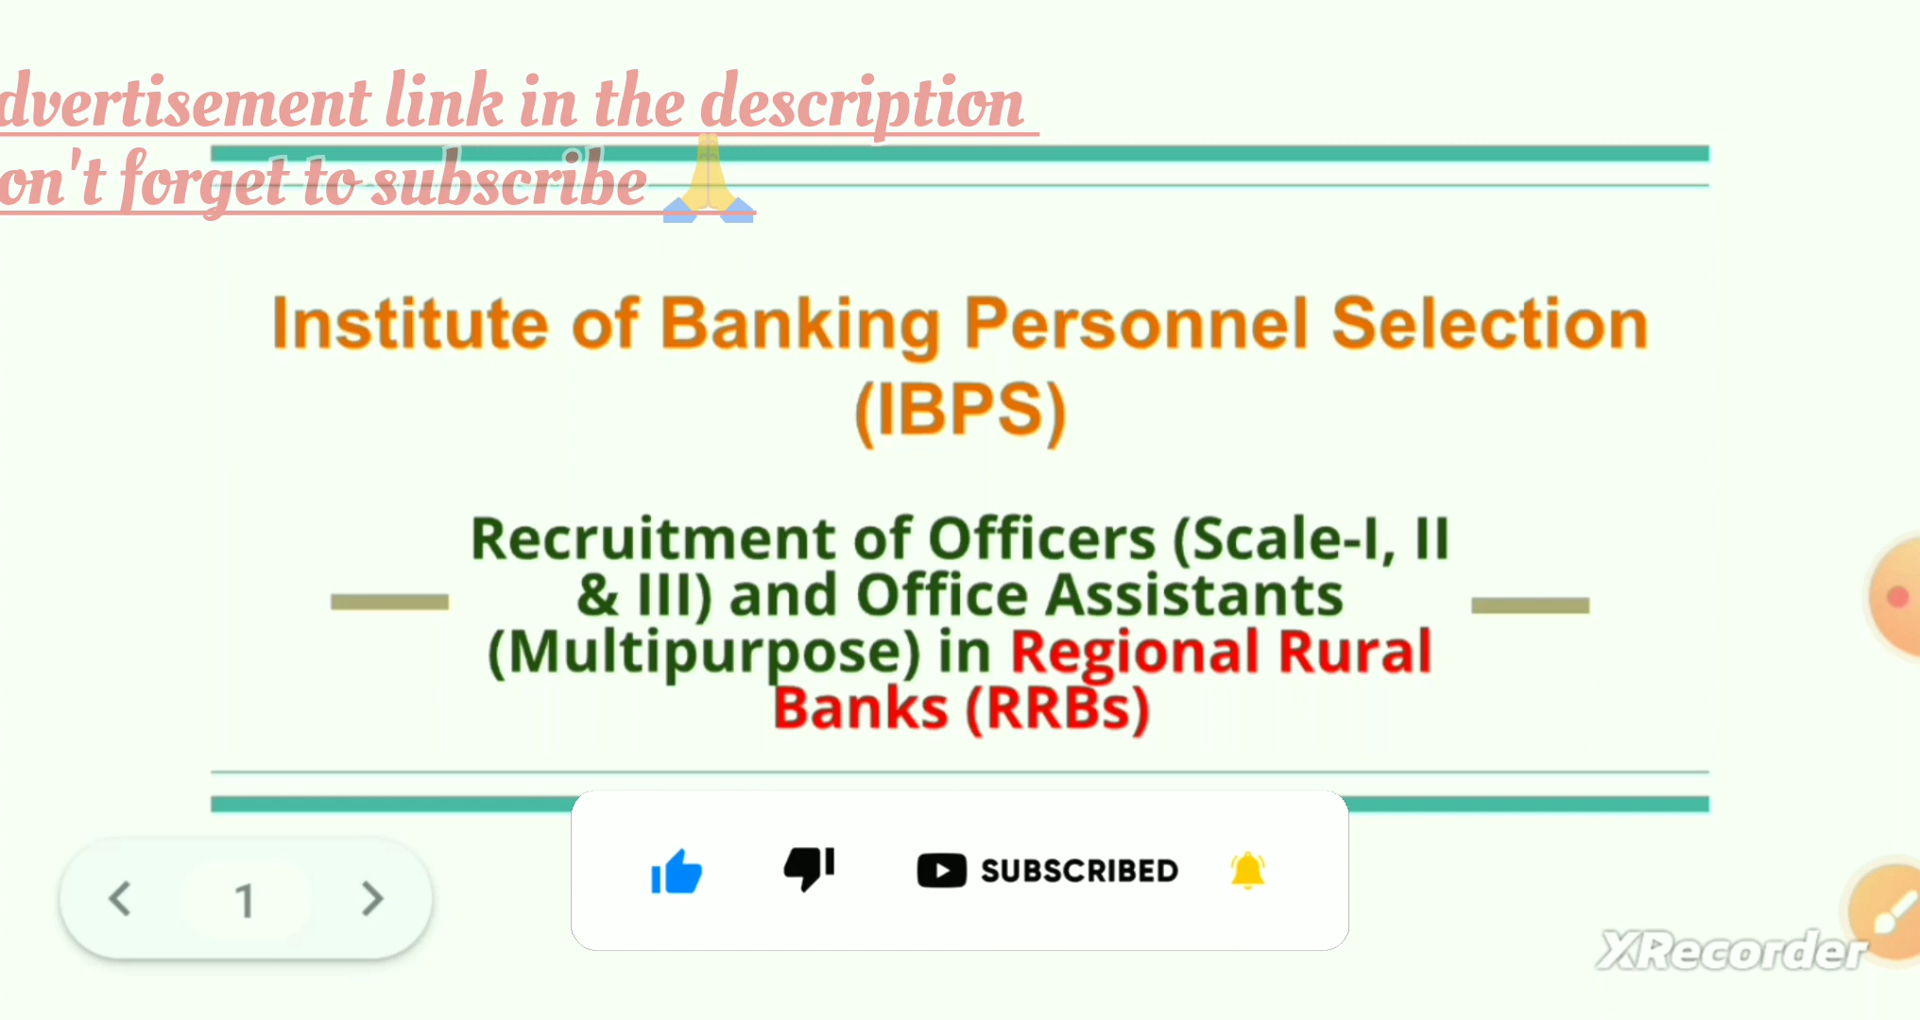 dvertisement link in the description
on't forget to subscribe 🙏
Institute of Banking Personnel Selection
(IBPS)
Recruitment of Officers (Scale-I, II
& III) and Office Assistants
(Multipurpose) in Regional Rural
Banks (RRBs)
1
SUBSCRIBED
XRecorder